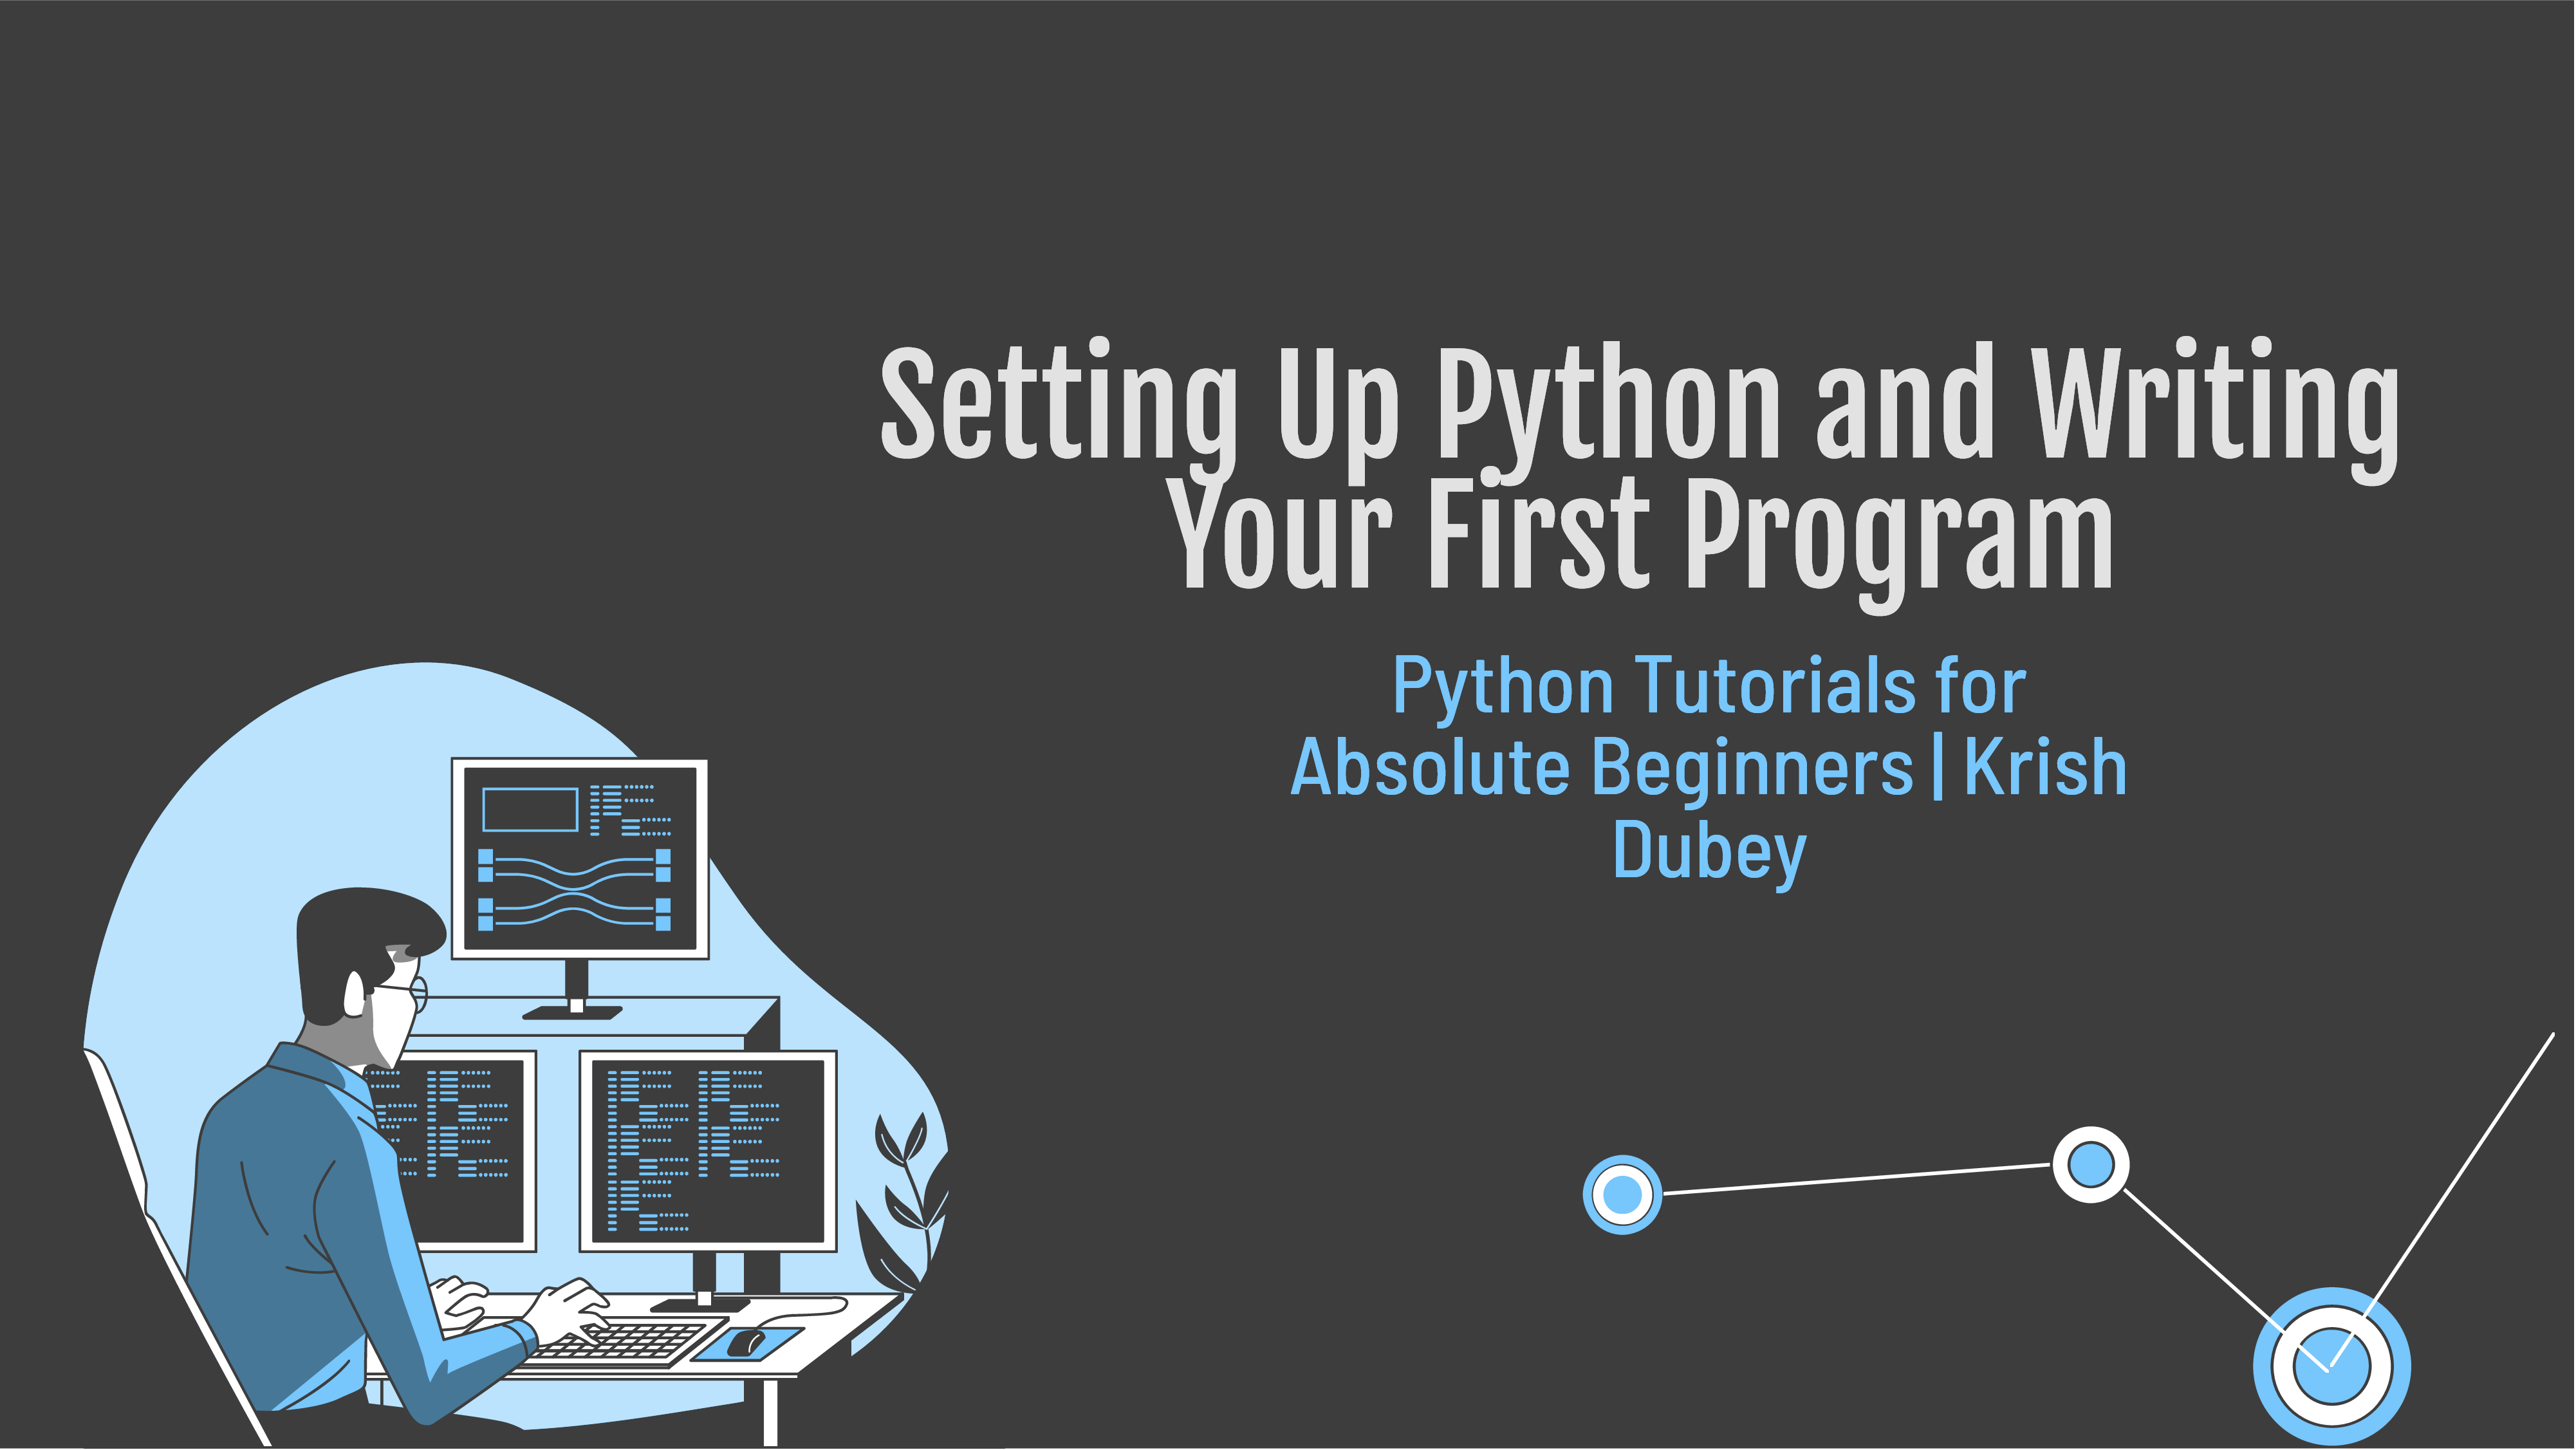 Setting Up Python and Writing
Your First Program
Python Tutorials for
Absolute Beginners | Krish
Dubey